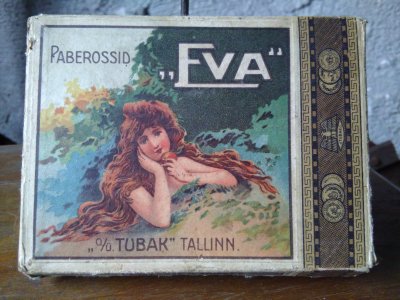 PABEROSSID „EVA“
„º/o. TUBAK” TALLINN.